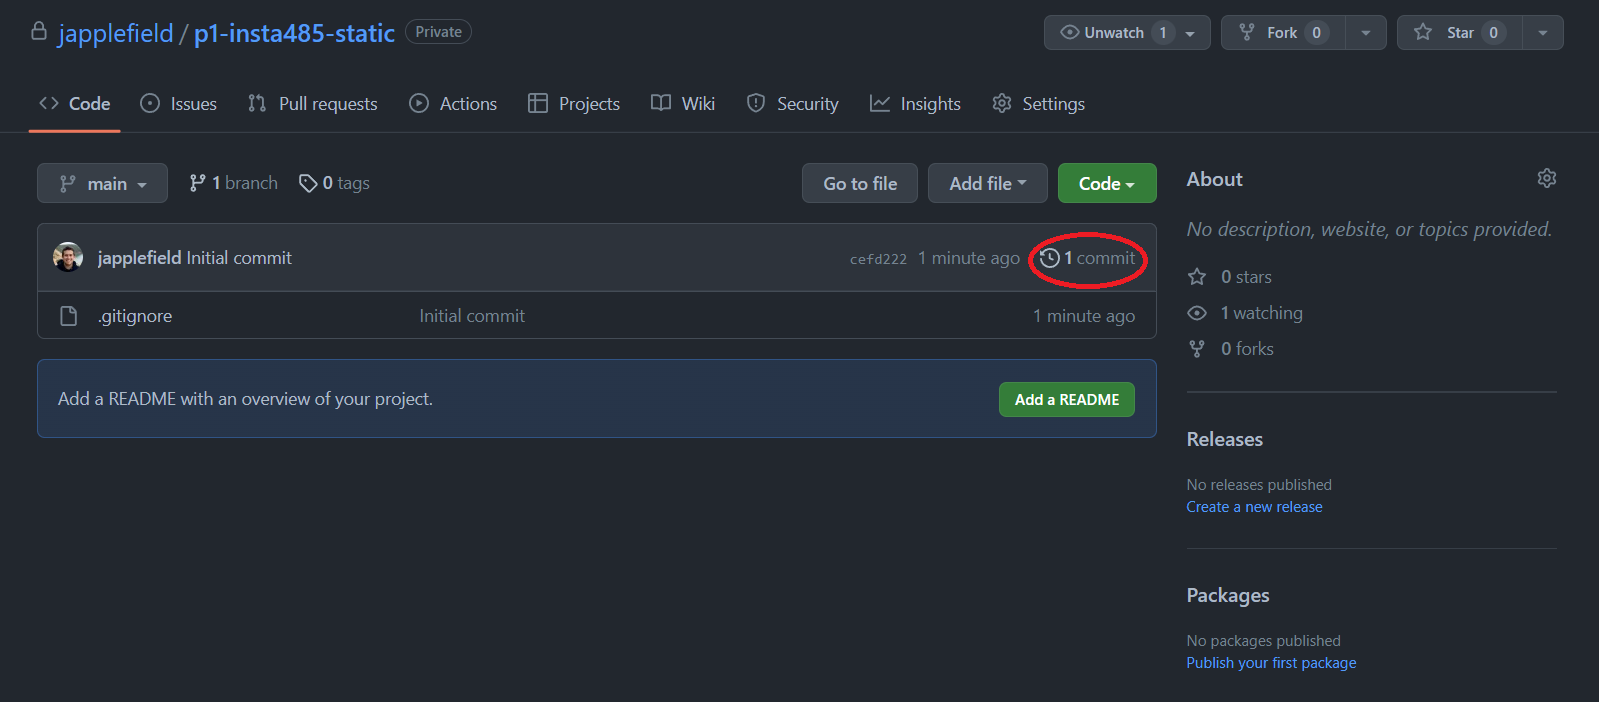 japplefield / p1-insta485-static Private Unwatch 1 Fork 0 Star 0
Code Issues Pull requests Actions Projects Wiki Security Insights Settings
main 1 branch 0 tags Go to file Add file Code
japplefield Initial commit cefd222 1 minute ago 1 commit
.gitignore Initial commit 1 minute ago
Add a README with an overview of your project. Add a README
About
No description, website, or topics provided.
0 stars
1 watching
0 forks
Releases
No releases published
Create a new release
Packages
No packages published
Publish your first package